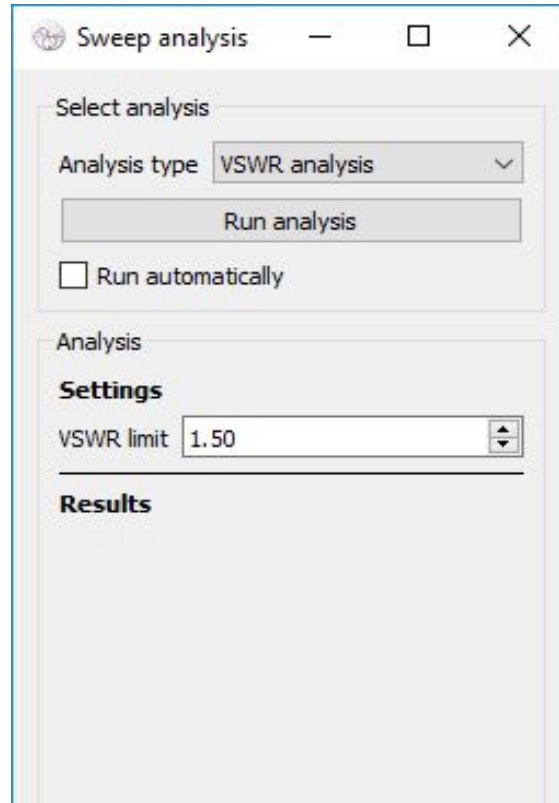 Sweep analysis
Select analysis
Analysis type VSWR analysis
Run analysis
Run automatically
Analysis
Settings
VSWR limit 1.50
Results